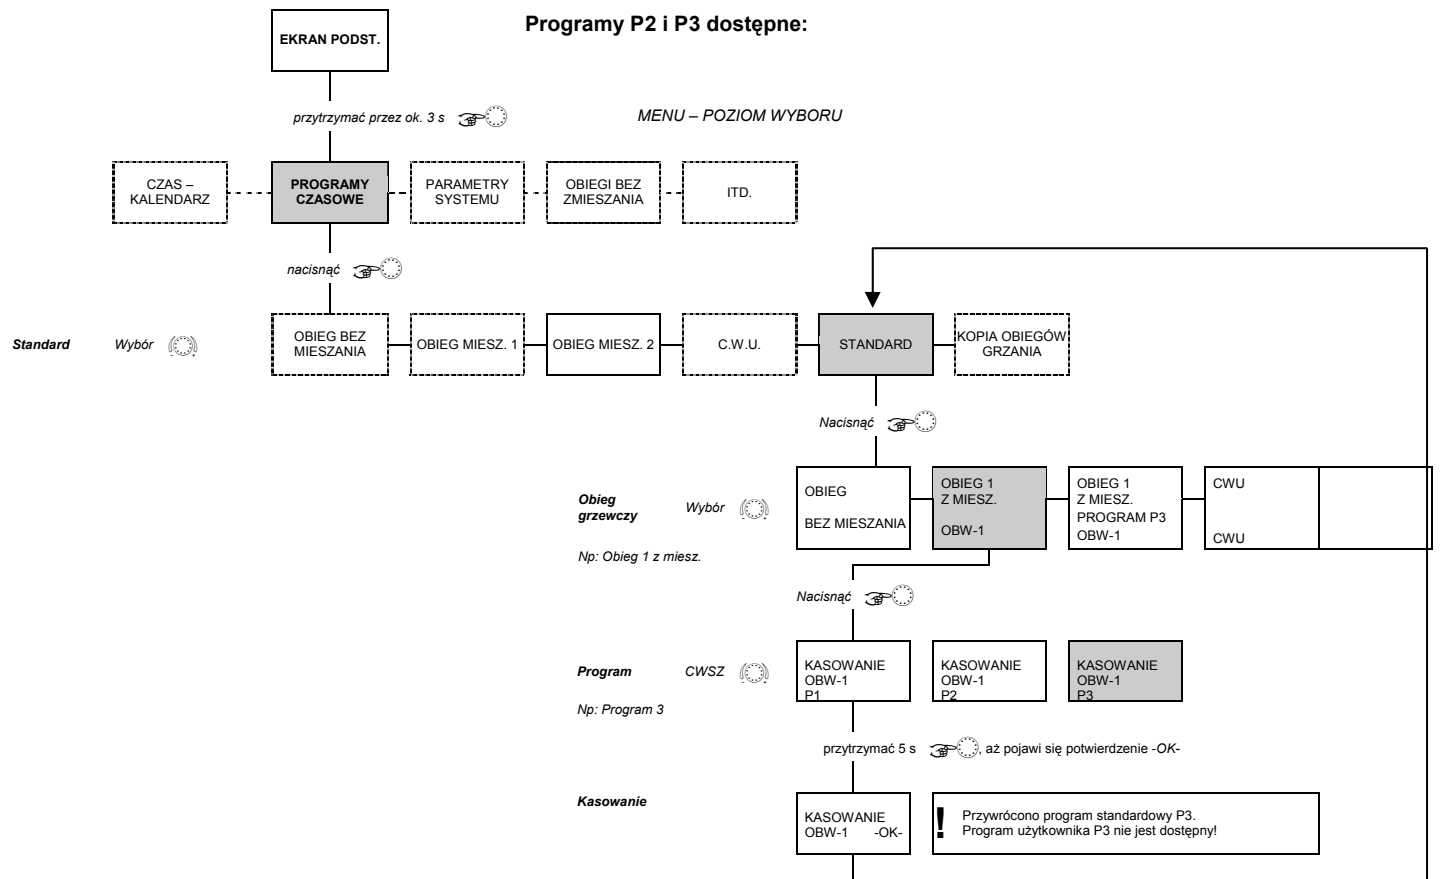 Programy P2 i P3 dostępne:
EKRAN PODST.
przytrzymać przez ok. 3 s
MENU – POZIOM WYBORU
CZAS –
KALENDARZ
PROGRAMY
CZASOWE
PARAMETRY
SYSTEMU
OBIEGI BEZ
ZMIESZANIA
ITD.
nacisnąć
Standard
Wybór
OBIEG BEZ
MIESZANIA
OBIEG MIESZ. 1
OBIEG MIESZ. 2
C.W.U.
STANDARD
KOPIA OBIEGÓW
GRZANIA
Nacisnąć
Obieg
grzewczy
Wybór
Np: Obieg 1 z miesz.
OBIEG
BEZ MIESZANIA
OBIEG 1
Z MIESZ.
OBW-1
OBIEG 1
Z MIESZ.
PROGRAM P3
OBW-1
CWU
CWU
Nacisnąć
Program
CWSZ
Np: Program 3
KASOWANIE
OBW-1
P1
KASOWANIE
OBW-1
P2
KASOWANIE
OBW-1
P3
przytrzymać 5 s , aż pojawi się potwierdzenie -OK-
Kasowanie
KASOWANIE
OBW-1 -OK-
! Przywrócono program standardowy P3.
Program użytkownika P3 nie jest dostępny!